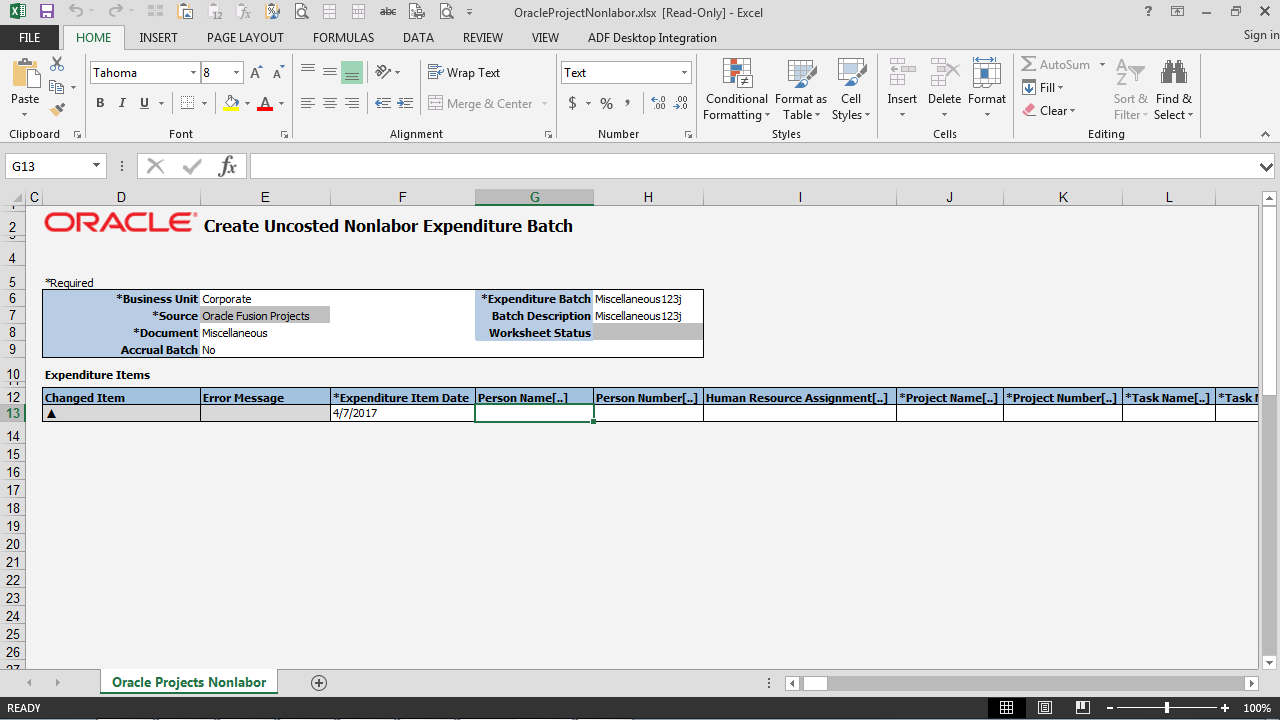 OracleProjectNonlabor.xlsx [Read-Only] - Excel
FILE HOME INSERT PAGE LAYOUT FORMULAS DATA REVIEW VIEW ADF Desktop Integration Sign in
Tahoma 8 Wrap Text Text AutoSum
Paste Conditional Formatting Format as Table Cell Styles Insert Delete Format Fill Sort & Filter Find & Select
B I U Merge & Center $ % , Clear
Clipboard Font Alignment Number Styles Cells Editing
G13 fx
C D E F G H I J K L
2 ORACLE Create Uncosted Nonlabor Expenditure Batch
4
5 *Required
6 *Business Unit Corporate *Expenditure Batch Miscellaneous123j
7 *Source Oracle Fusion Projects Batch Description Miscellaneous123j
8 *Document Miscellaneous Worksheet Status
9 Accrual Batch No
10 Expenditure Items
12 Changed Item Error Message *Expenditure Item Date Person Name[..] Person Number[..] Human Resource Assignment[..] *Project Name[..] *Project Number[..] *Task Name[..] *Task
13 ▲ 4/7/2017
14
15
16
17
18
19
20
21
22
23
24
25
26
Oracle Projects Nonlabor
READY 100%